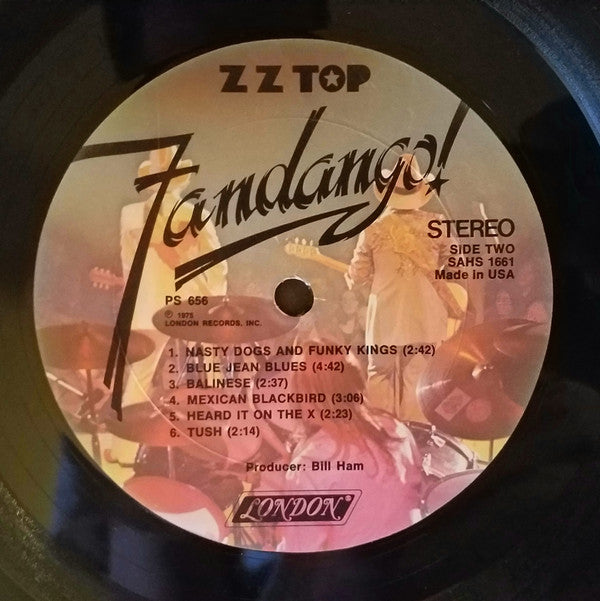 ZZ TOP
Fandango!
STEREO
SIDE TWO
SAHS 1661
Made in USA
PS 656
℗ 1975
LONDON RECORDS, INC.
1. NASTY DOGS AND FUNKY KINGS (2:42)
2. BLUE JEAN BLUES (4:42)
3. BALINESE (2:37)
4. MEXICAN BLACKBIRD (3:06)
5. HEARD IT ON THE X (2:23)
6. TUSH (2:14)
Producer: Bill Ham
LONDON®